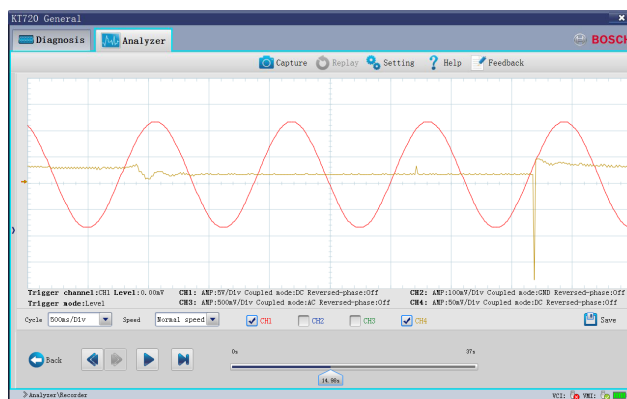 KT720 General
Diagnosis Analyzer
BOSCH
Capture Replay Setting ? Help Feedback
Trigger channel:CH1 Level:0.00mV CH1: AMP:5V/Div Coupled mode:DC Reversed-phase:Off CH2: AMP:100mV/Div Coupled mode:GND Reversed-phase:Off
Trigger mode:Level CH3: AMP:500mV/Div Coupled mode:AC Reversed-phase:Off CH4: AMP:50mV/Div Coupled mode:DC Reversed-phase:Off
Cycle 500ms/Div Speed Normal speed CH1 CH2 CH3 CH4 Save
0s 37s
Back
14.98s
Analyzer\Recorder VCI: VMI: